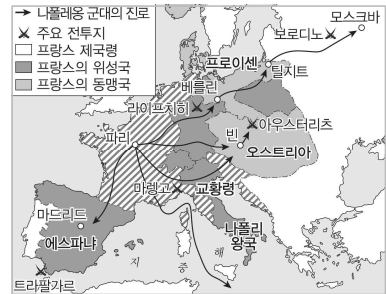 나폴레옹 군대의 진로
주요 전투지
프랑스 제국령
프랑스의 위성국
프랑스의 동맹국
모스크바
보로디노
프로이센
틸지트
베를린
라이프치히
아우스터리츠
빈
파리
오스트리아
마렝고
교황령
마드리드
에스파냐
나폴리
왕국
지 중 해
트라팔가르